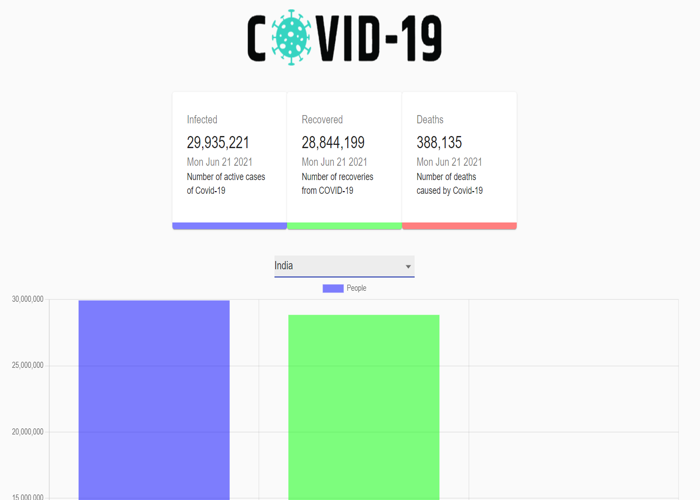 COVID-19
Infected
29,935,221
Mon Jun 21 2021
Number of active cases
of Covid-19
Recovered
28,844,199
Mon Jun 21 2021
Number of recoveries
from COVID-19
Deaths
388,135
Mon Jun 21 2021
Number of deaths
caused by Covid-19
India
People
30,000,000
25,000,000
20,000,000
15,000,000